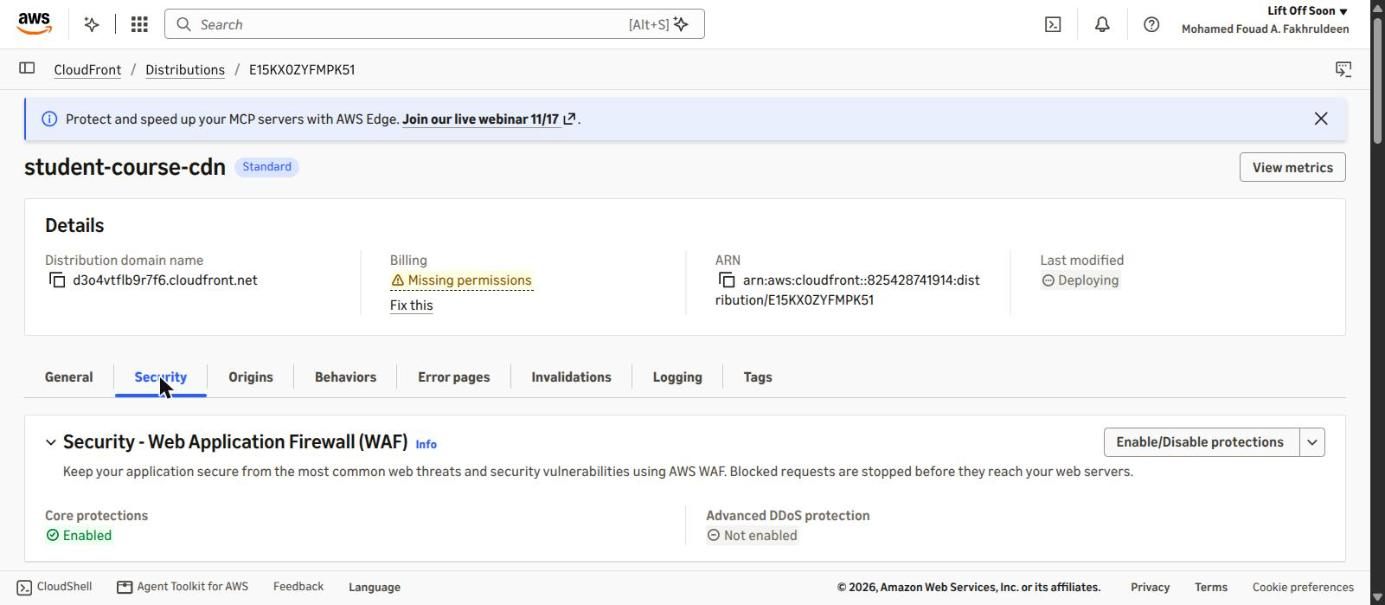 aws
Search [Alt+S]
Lift Off Soon
Mohamed Fouad A. Fakhruldeen
CloudFront / Distributions / E15KX0ZYFMPK51
Protect and speed up your MCP servers with AWS Edge. Join our live webinar 11/17.
student-course-cdn Standard
View metrics
Details
Distribution domain name
d3o4vtflb9r7f6.cloudfront.net
Billing
Missing permissions
Fix this
ARN
arn:aws:cloudfront::825428741914:dist
ribution/E15KX0ZYFMPK51
Last modified
Deploying
General Security Origins Behaviors Error pages Invalidations Logging Tags
Security - Web Application Firewall (WAF) Info
Enable/Disable protections
Keep your application secure from the most common web threats and security vulnerabilities using AWS WAF. Blocked requests are stopped before they reach your web servers.
Core protections
Enabled
Advanced DDoS protection
Not enabled
CloudShell Agent Toolkit for AWS Feedback Language © 2026, Amazon Web Services, Inc. or its affiliates. Privacy Terms Cookie preferences